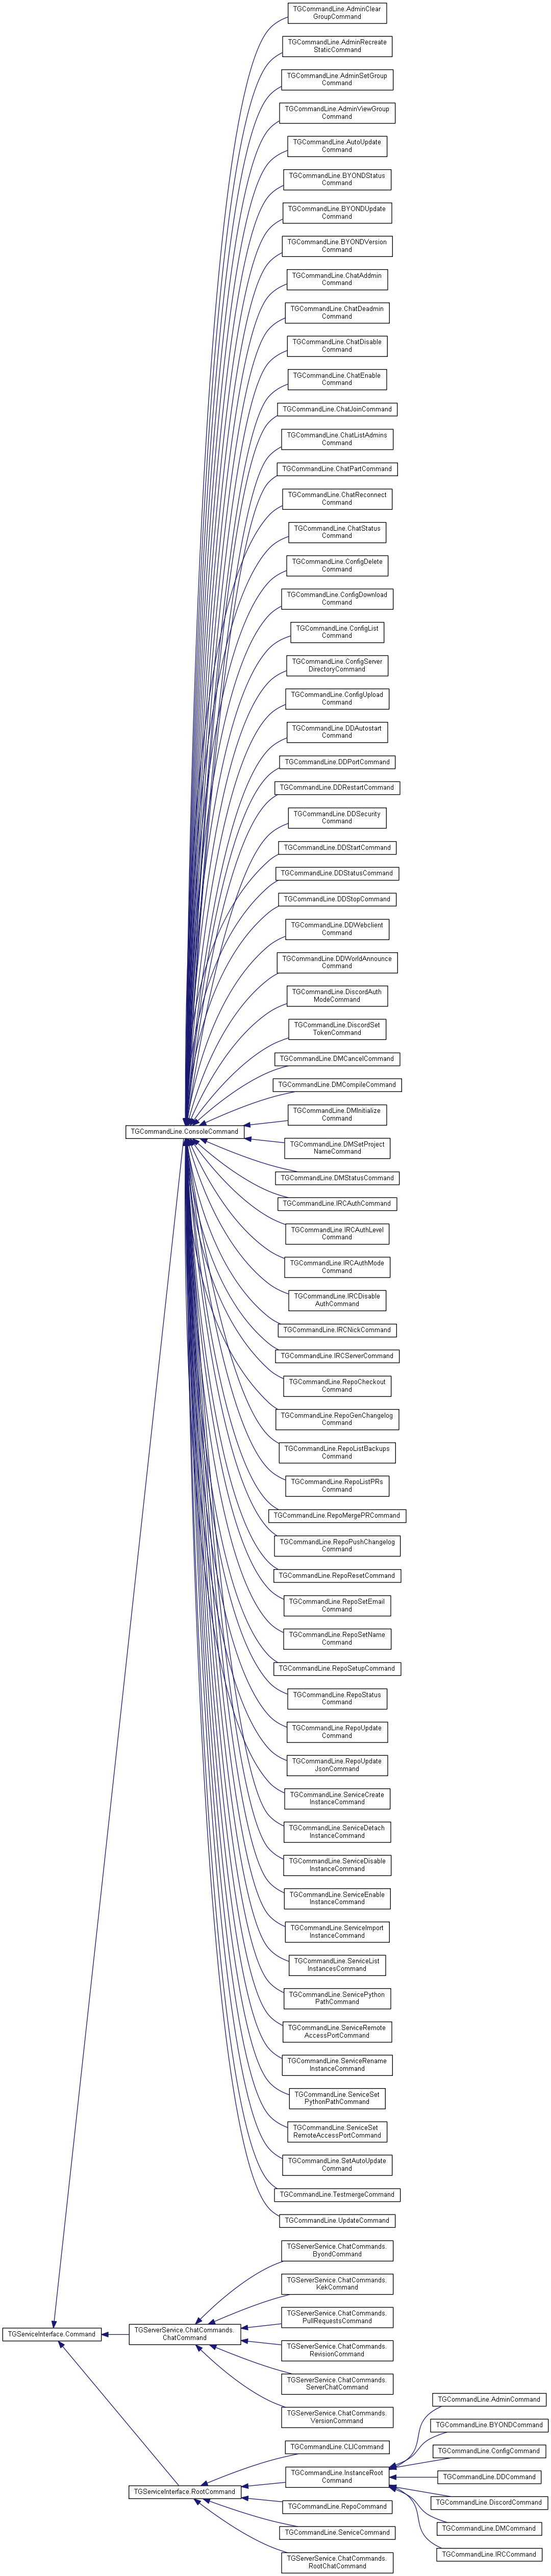 TGCommandLine.AdminClear
GroupCommand
TGCommandLine.AdminRecreate
StaticCommand
TGCommandLine.AdminSetGroup
Command
TGCommandLine.AdminViewGroup
Command
TGCommandLine.AutoUpdate
Command
TGCommandLine.BYONDStatus
Command
TGCommandLine.BYONDUpdate
Command
TGCommandLine.BYONDVersion
Command
TGCommandLine.ChatAddmin
Command
TGCommandLine.ChatDeadmin
Command
TGCommandLine.ChatDisable
Command
TGCommandLine.ChatEnable
Command
TGCommandLine.ChatJoinCommand
TGCommandLine.ChatListAdmins
Command
TGCommandLine.ChatPartCommand
TGCommandLine.ChatReconnect
Command
TGCommandLine.ChatStatus
Command
TGCommandLine.ConfigDelete
Command
TGCommandLine.ConfigDownload
Command
TGCommandLine.ConfigList
Command
TGCommandLine.ConfigServer
DirectoryCommand
TGCommandLine.ConfigUpload
Command
TGCommandLine.DDAutostart
Command
TGCommandLine.DDPortCommand
TGCommandLine.DDRestartCommand
TGCommandLine.DDSecurity
Command
TGCommandLine.DDStartCommand
TGCommandLine.DDStatusCommand
TGCommandLine.DDStopCommand
TGCommandLine.DDWebclient
Command
TGCommandLine.DDWorldAnnounce
Command
TGCommandLine.DiscordAuth
ModeCommand
TGCommandLine.DiscordSet
TokenCommand
TGCommandLine.DMCancelCommand
TGCommandLine.DMCompileCommand
TGCommandLine.DMInitialize
Command
TGCommandLine.ConsoleCommand
TGCommandLine.DMSetProject
NameCommand
TGCommandLine.DMStatusCommand
TGCommandLine.IRCAuthCommand
TGCommandLine.IRCAuthLevel
Command
TGCommandLine.IRCAuthMode
Command
TGCommandLine.IRCDisable
AuthCommand
TGCommandLine.IRCNickCommand
TGCommandLine.IRCServerCommand
TGCommandLine.RepoCheckout
Command
TGCommandLine.RepoGenChangelog
Command
TGCommandLine.RepoListBackups
Command
TGCommandLine.RepoListPRs
Command
TGCommandLine.RepoMergePRCommand
TGCommandLine.RepoPushChangelog
Command
TGCommandLine.RepoResetCommand
TGCommandLine.RepoSetEmail
Command
TGCommandLine.RepoSetName
Command
TGCommandLine.RepoSetupCommand
TGCommandLine.RepoStatus
Command
TGCommandLine.RepoUpdate
Command
TGCommandLine.RepoUpdate
JsonCommand
TGCommandLine.ServiceCreate
InstanceCommand
TGCommandLine.ServiceDetach
InstanceCommand
TGCommandLine.ServiceDisable
InstanceCommand
TGCommandLine.ServiceEnable
InstanceCommand
TGCommandLine.ServiceImport
InstanceCommand
TGCommandLine.ServiceList
InstancesCommand
TGCommandLine.ServicePython
PathCommand
TGCommandLine.ServiceRemote
AccessPortCommand
TGCommandLine.ServiceRename
InstanceCommand
TGCommandLine.ServiceSet
PythonPathCommand
TGCommandLine.ServiceSet
RemoteAccessPortCommand
TGCommandLine.SetAutoUpdate
Command
TGCommandLine.TestmergeCommand
TGCommandLine.UpdateCommand
TGServerService.ChatCommands.
ByondCommand
TGServerService.ChatCommands.
KekCommand
TGServerService.ChatCommands.
PullRequestsCommand
TGServiceInterface.Command
TGServerService.ChatCommands.
ChatCommand
TGServerService.ChatCommands.
RevisionCommand
TGServerService.ChatCommands.
ServerChatCommand
TGServerService.ChatCommands.
VersionCommand
TGCommandLine.AdminCommand
TGCommandLine.BYONDCommand
TGCommandLine.CLICommand
TGCommandLine.ConfigCommand
TGCommandLine.InstanceRoot
Command
TGCommandLine.DDCommand
TGServiceInterface.RootCommand
TGCommandLine.DiscordCommand
TGCommandLine.RepoCommand
TGCommandLine.DMCommand
TGCommandLine.ServiceCommand
TGCommandLine.IRCCommand
TGServerService.ChatCommands.
RootChatCommand